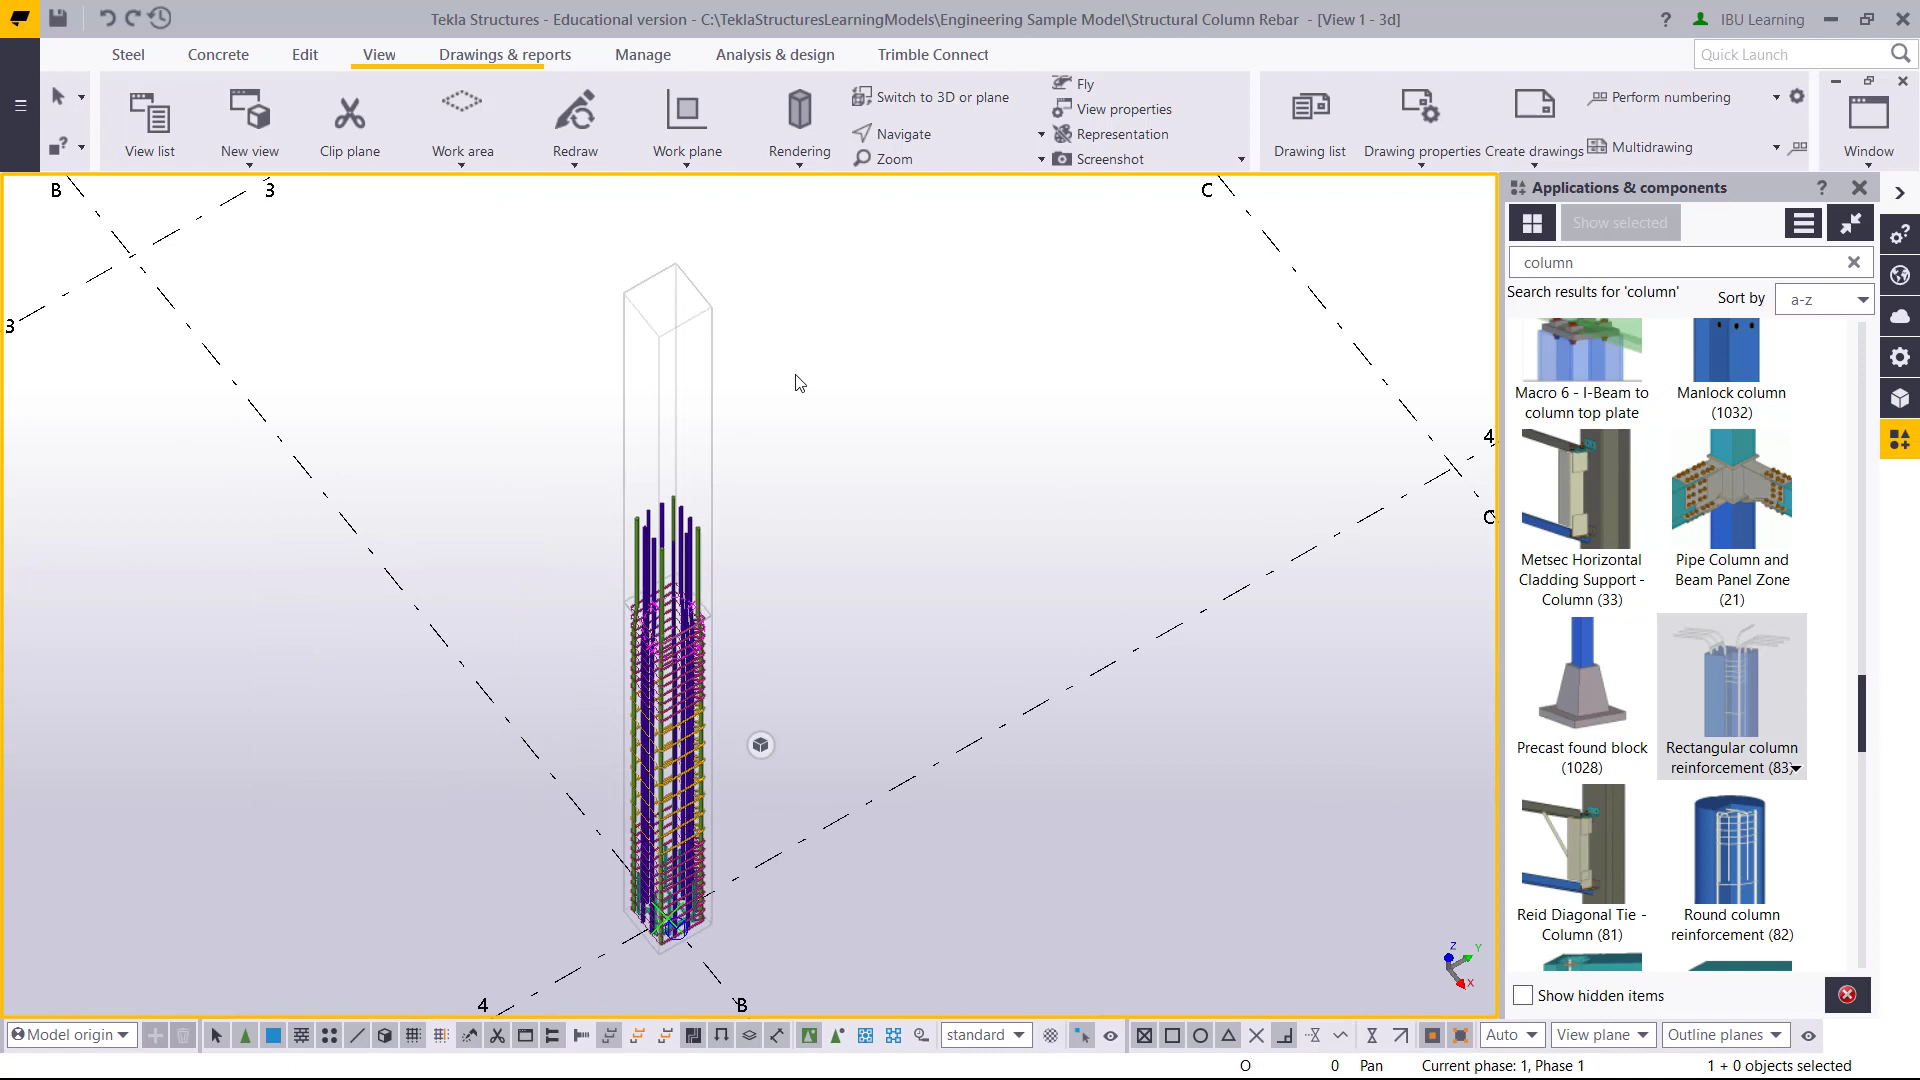 Tekla Structures - Educational version - C:\TeklaStructuresLearningModels\Engineering Sample Model\Structural Column Rebar - [View 1 - 3d]
? IBU Learning
Steel Concrete Edit View Drawings & reports Manage Analysis & design Trimble Connect
Quick Launch
View list
New view
Clip plane
Work area
Redraw
Work plane
Rendering
Switch to 3D or plane
Navigate
Zoom
Fly
View properties
Representation
Screenshot
Drawing list
Drawing properties
Create drawings
Perform numbering
Multidrawing
Window
B
3
C
3
4
C
4
B
Z
Y
X
Applications & components ?
Show selected
column
Search results for 'column'
Sort by
a-z
Macro 6 - I-Beam to
column top plate
Manlock column
(1032)
Metsec Horizontal
Cladding Support -
Column (33)
Pipe Column and
Beam Panel Zone
(21)
Precast found block
(1028)
Rectangular column
reinforcement (83)
Reid Diagonal Tie -
Column (81)
Round column
reinforcement (82)
Show hidden items
Model origin
standard
Auto
View plane
Outline planes
O 0 Pan Current phase: 1, Phase 1 1 + 0 objects selected